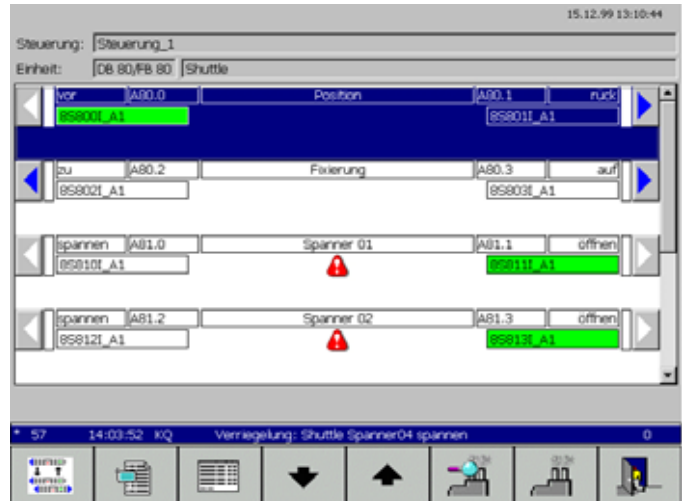 15.12.99 13:10:44
Steuerung: Steuerung_1
Einheit: DB 80/FB 80 Shuttle
vor A80.0 Position A80.1 rück
8S800I_A1 8S801I_A1
zu A80.2 Fixierung A80.3 auf
8S802I_A1 8S803I_A1
spannen A81.0 Spanner 01 A81.1 öffnen
8S810I_A1 8S811I_A1
spannen A81.2 Spanner 02 A81.3 öffnen
8S812I_A1 8S813I_A1
* 57 14:03:52 KQ Verriegelung: Shuttle Spanner04 spannen 0